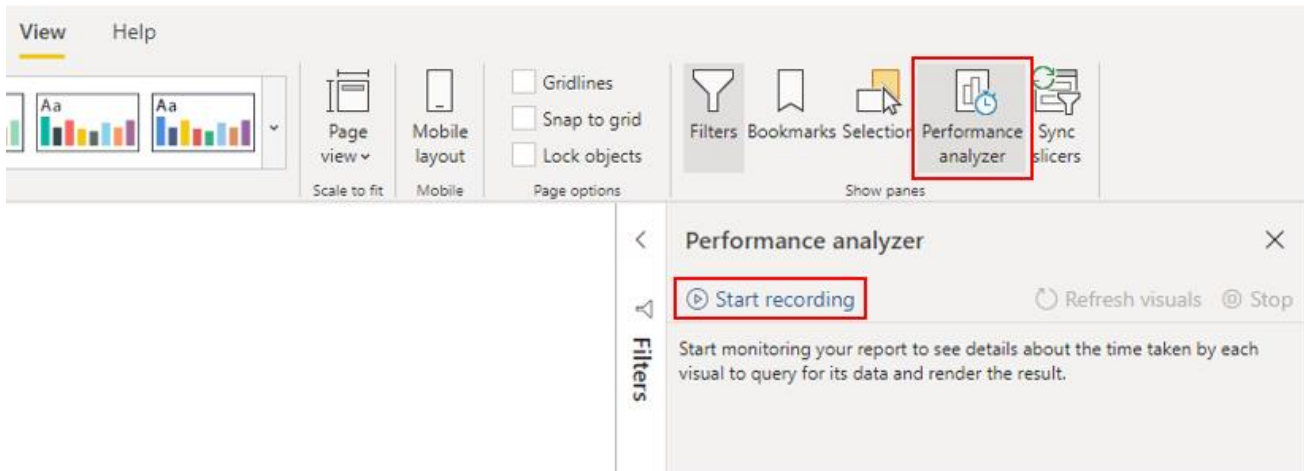 View Help
Aa Aa
Page view
Mobile layout
Gridlines
Snap to grid
Lock objects
Filters Bookmarks Selection Performance analyzer Sync slicers
Scale to fit Mobile Page options Show panes
Performance analyzer
Start recording Refresh visuals Stop
Filters
Start monitoring your report to see details about the time taken by each
visual to query for its data and render the result.